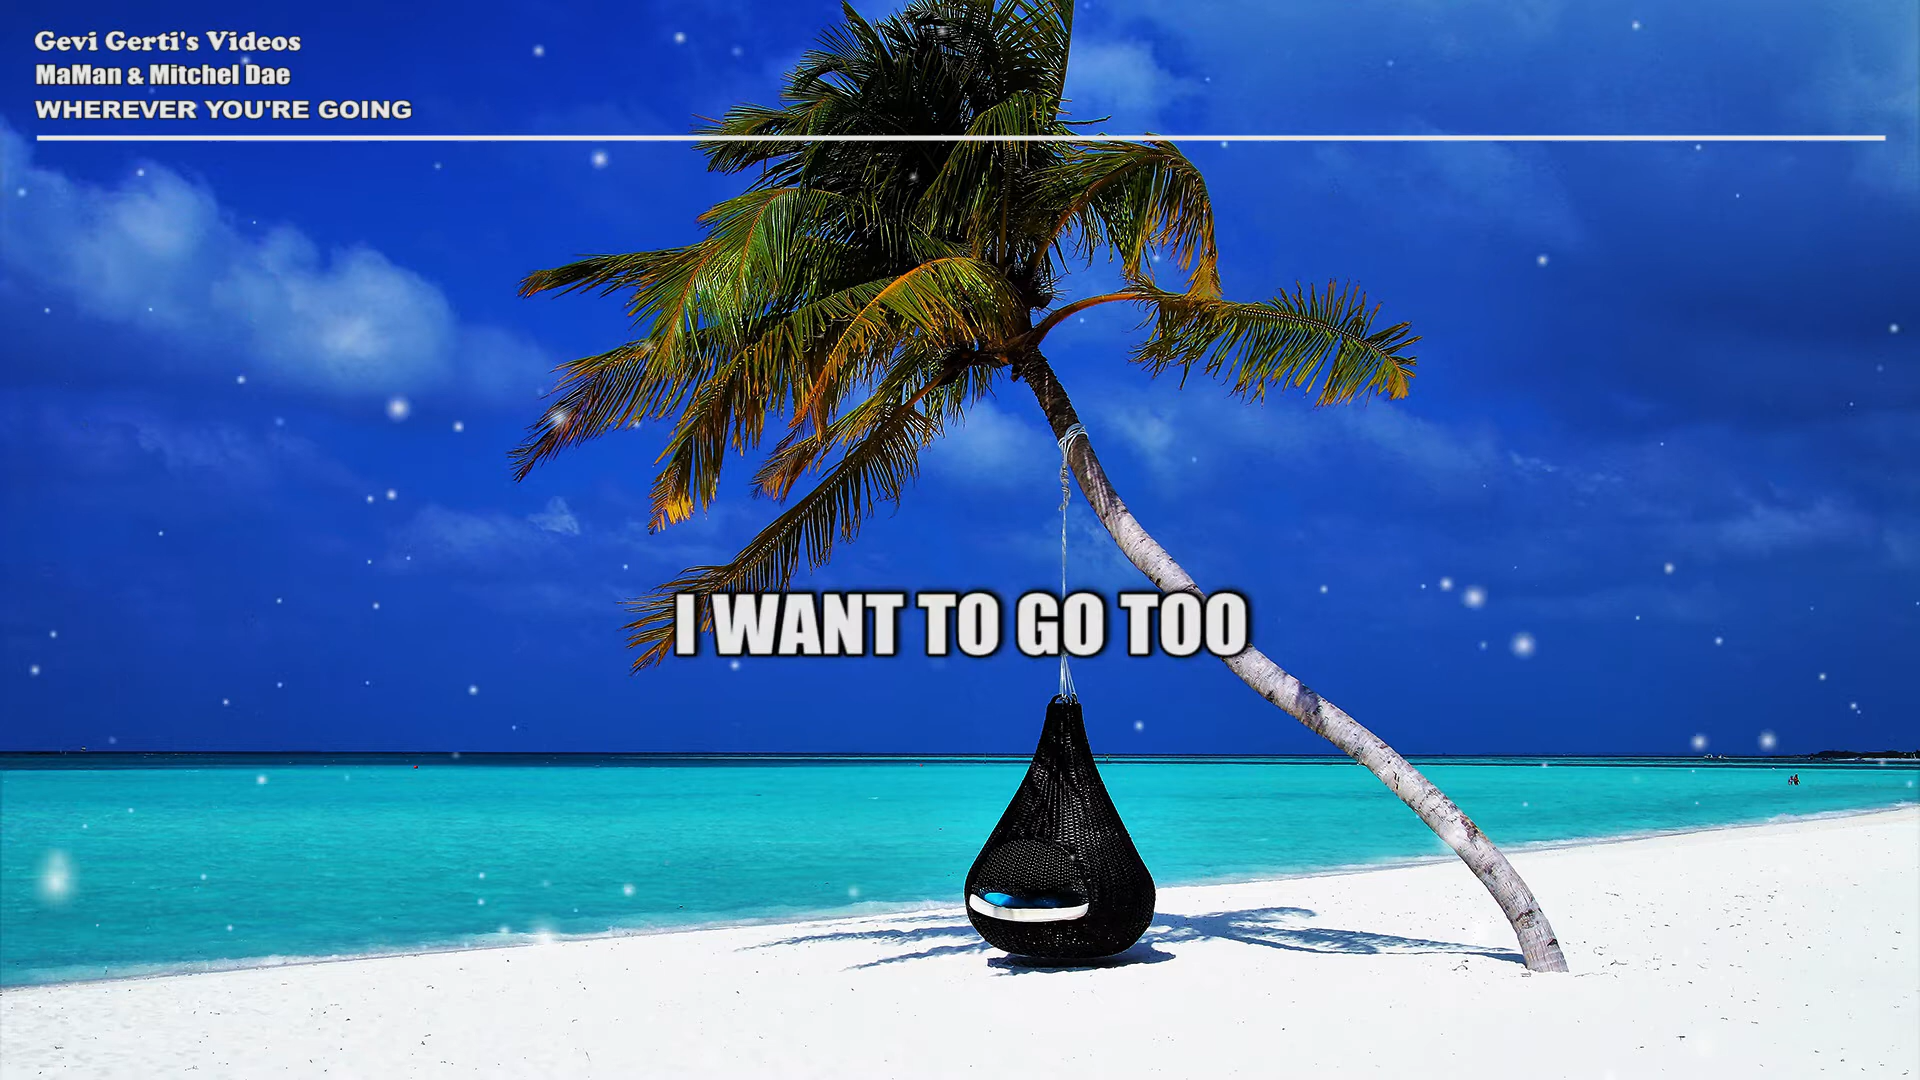 Gevi Gerti's Videos
MaMan & Mitchel Dae
WHEREVER YOU'RE GOING
I WANT TO GO TOO